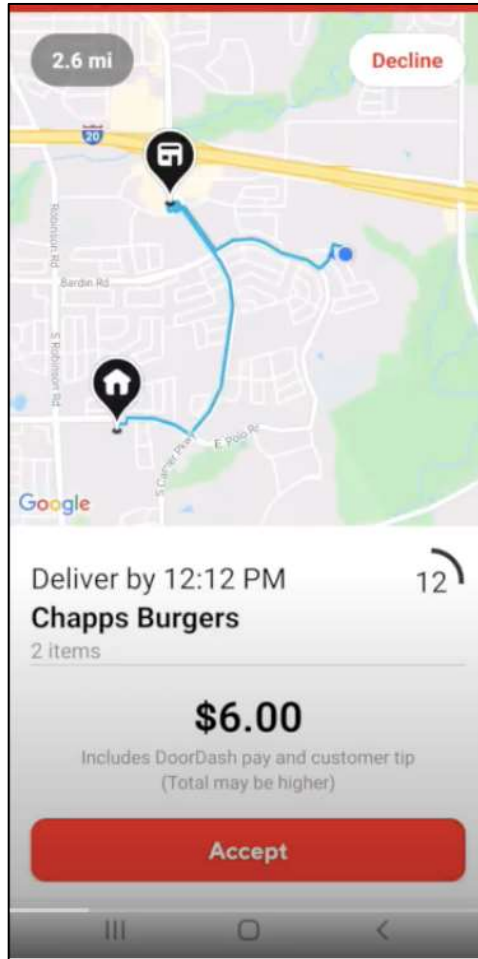 2.6 mi
Decline
20
Robinson Rd
Bardin Rd
S Robinson Rd
S Carrier Pkwy
E Polo Rd
Google
Deliver by 12:12 PM
12
Chapps Burgers
2 items
$6.00
Includes DoorDash pay and customer tip
(Total may be higher)
Accept